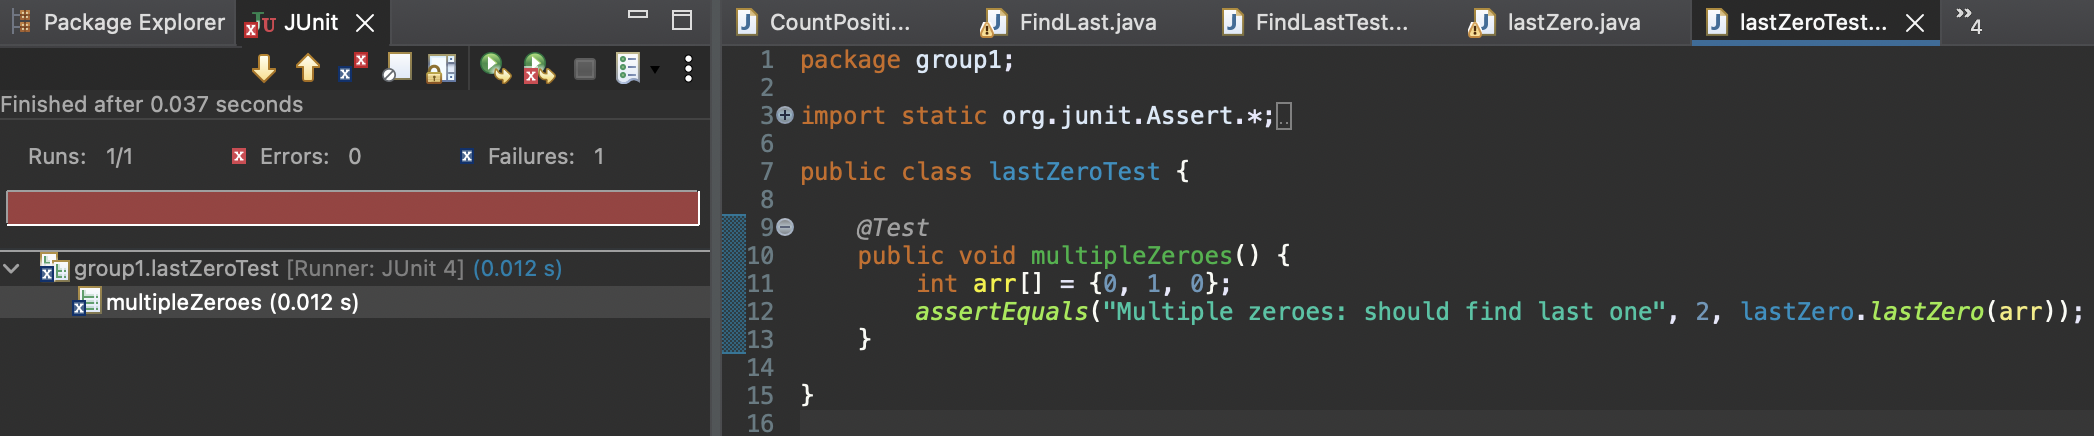 Package Explorer
JUnit
Finished after 0.037 seconds
Runs: 1/1
Errors: 0
Failures: 1
group1.lastZeroTest [Runner: JUnit 4] (0.012 s)
multipleZeroes (0.012 s)
CountPositi...
FindLast.java
FindLastTest...
lastZero.java
lastZeroTest...
»4
1 package group1;
2
3 import static org.junit.Assert.*;
6
7 public class lastZeroTest {
8
9 @Test
10 public void multipleZeroes() {
11 int arr[] = {0, 1, 0};
12 assertEquals("Multiple zeroes: should find last one", 2, lastZero.lastZero(arr));
13 }
14
15 }
16